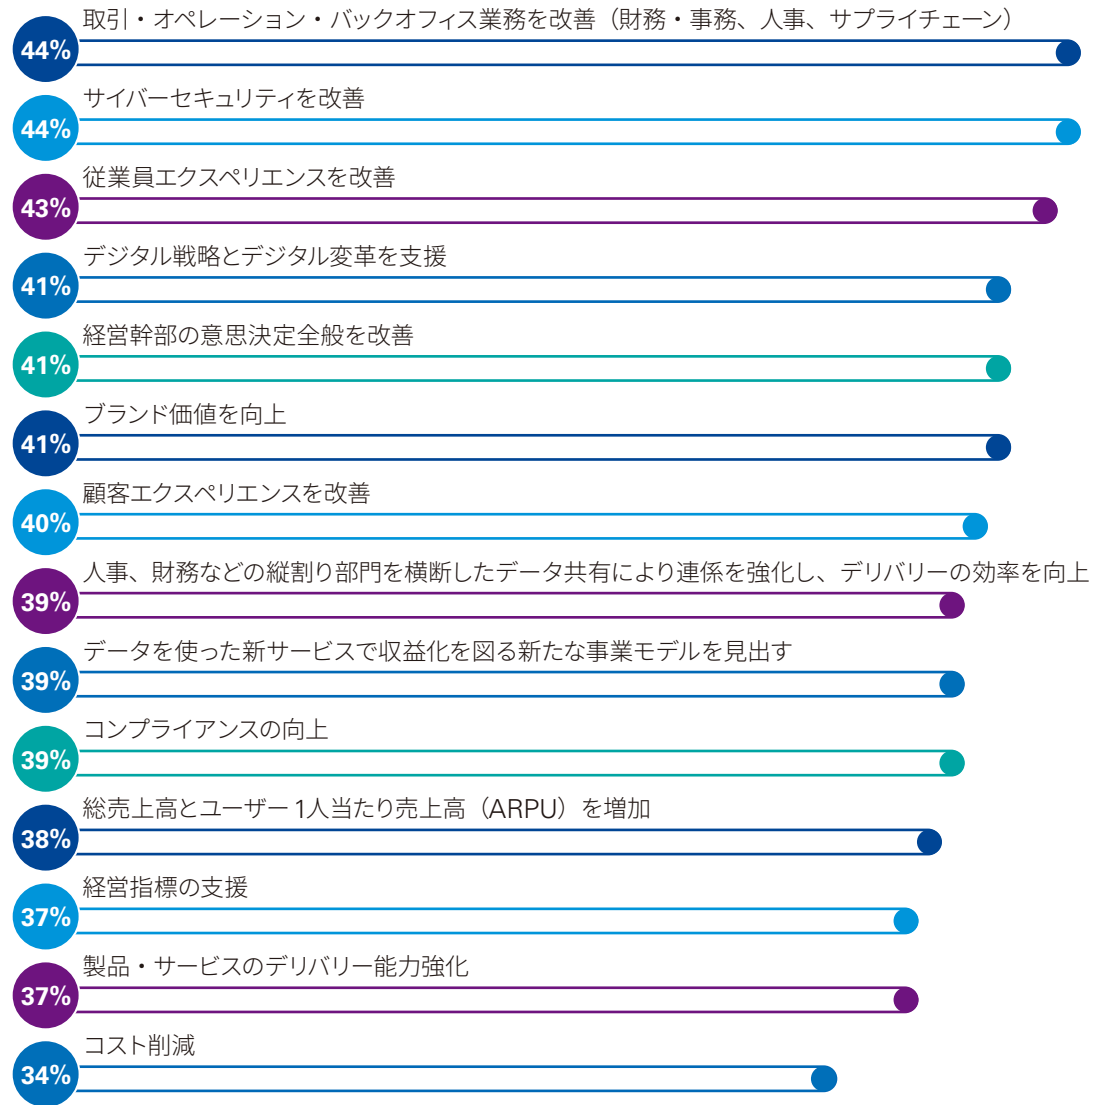 取引・オペレーション・バックオフィス業務を改善（財務・事務、人事、サプライチェーン）
44%
サイバーセキュリティを改善
44%
従業員エクスペリエンスを改善
43%
デジタル戦略とデジタル変革を支援
41%
経営幹部の意思決定全般を改善
41%
ブランド価値を向上
41%
顧客エクスペリエンスを改善
40%
人事、財務などの縦割り部門を横断したデータ共有により連係を強化し、デリバリーの効率を向上
39%
データを使った新サービスで収益化を図る新たな事業モデルを見出す
39%
コンプライアンスの向上
39%
総売上高とユーザー1人当たり売上高（ARPU）を増加
38%
経営指標の支援
37%
製品・サービスのデリバリー能力強化
37%
コスト削減
34%